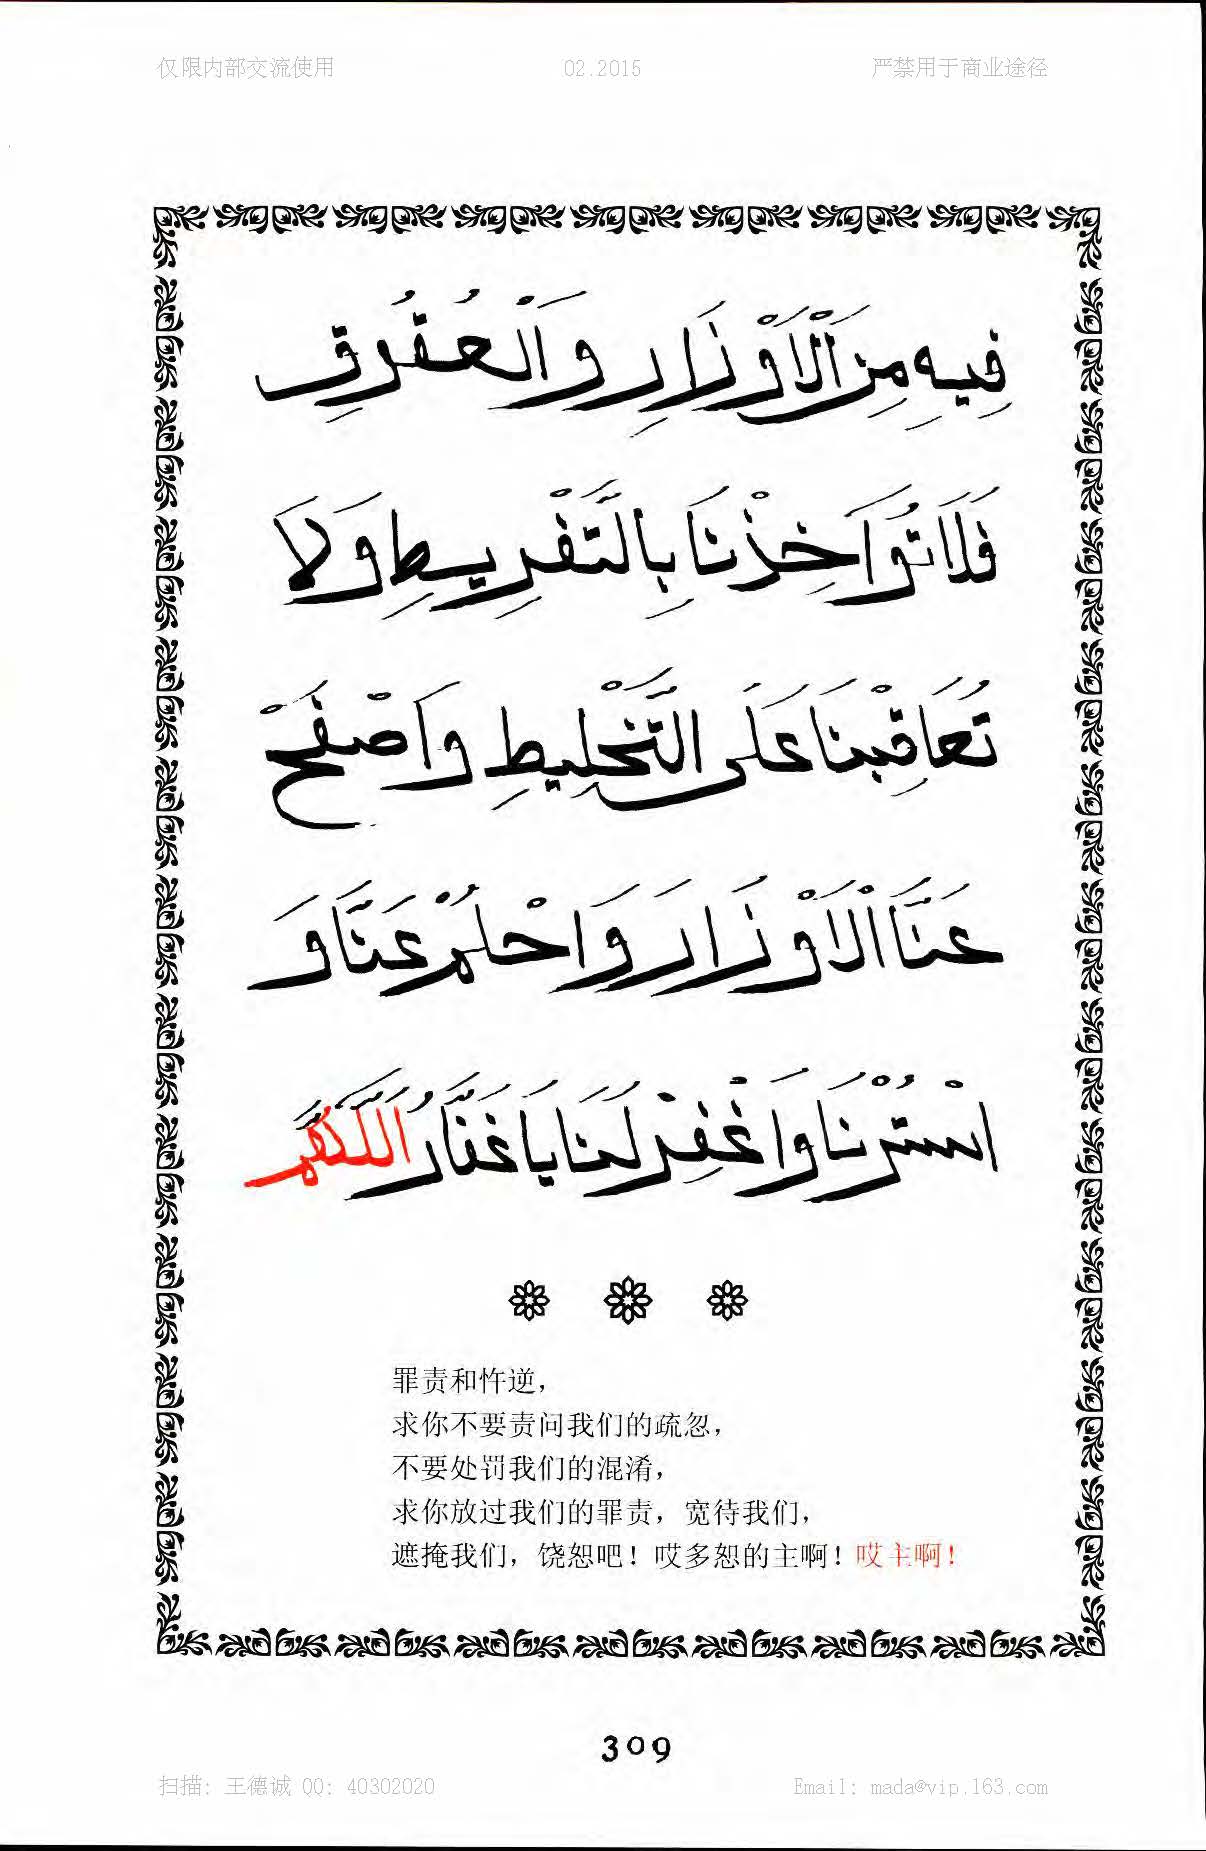 仅限内部交流使用 02.2015 严禁用于商业途径
فِيهِ مِنَ الْاَوْزَارِ وَالْعُقُوقِ
فَلَا تُوَاخِذْنَا بِالتَّفْرِيطِ وَلَا
تُعَاقِبْنَا عَلَى التَّخْلِيطِ وَاصْفَحْ
عَنَّا الْاَوْزَارَ وَاحْلُمْ عَنَّا وَ
اسْتُرْنَا وَاغْفِرْ لَنَا يَا غَفَّارُ اللَّهُمَّ
罪责和忤逆，
求你不要责问我们的疏忽，
不要处罚我们的混淆，
求你放过我们的罪责，宽待我们，
遮掩我们，饶恕吧！哎多恕的主啊！哎主啊！
309
扫描: 王德诚 QQ: 40302020 Email: mada@vip.163.com